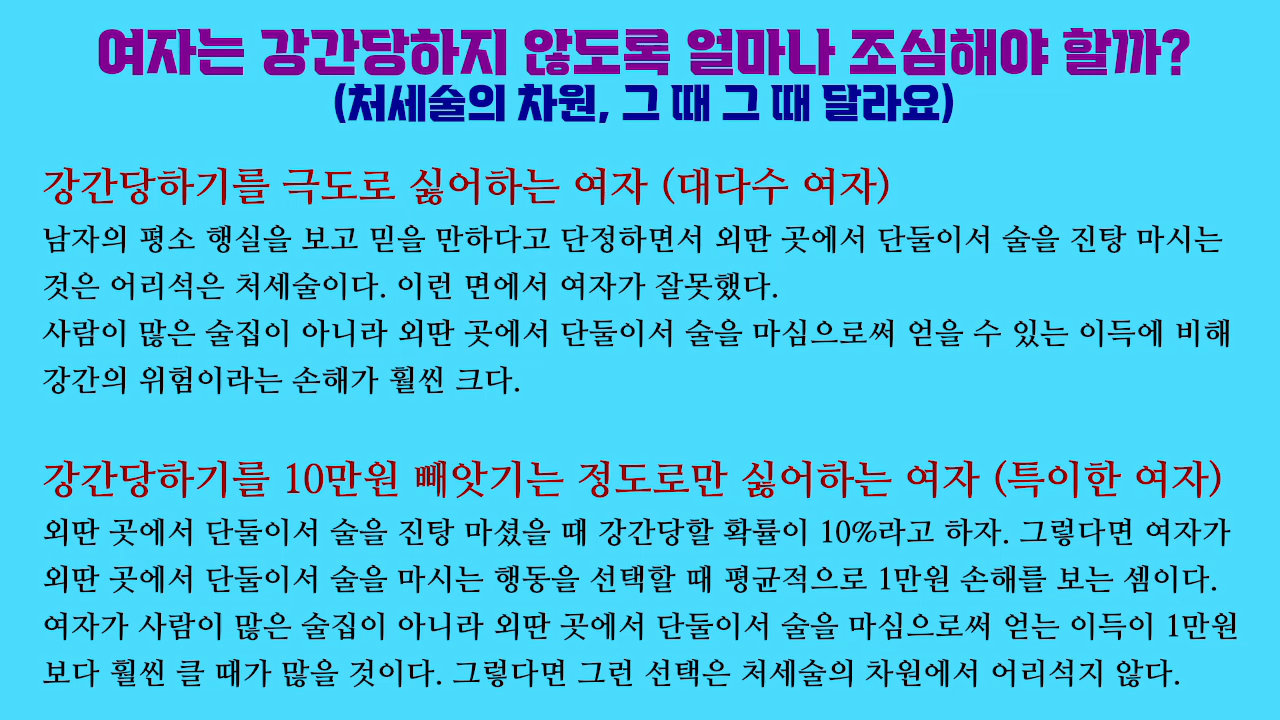 여자는 강간당하지 않도록 얼마나 조심해야 할까?
(처세술의 차원, 그 때 그 때 달라요)
강간당하기를 극도로 싫어하는 여자 (대다수 여자)
남자의 평소 행실을 보고 믿을 만하다고 단정하면서 외딴 곳에서 단둘이서 술을 진탕 마시는
것은 어리석은 처세술이다. 이런 면에서 여자가 잘못했다.
사람이 많은 술집이 아니라 외딴 곳에서 단둘이서 술을 마심으로써 얻을 수 있는 이득에 비해
강간의 위험이라는 손해가 훨씬 크다.
강간당하기를 10만원 빼앗기는 정도로만 싫어하는 여자 (특이한 여자)
외딴 곳에서 단둘이서 술을 진탕 마셨을 때 강간당할 확률이 10%라고 하자. 그렇다면 여자가
외딴 곳에서 단둘이서 술을 마시는 행동을 선택할 때 평균적으로 1만원 손해를 보는 셈이다.
여자가 사람이 많은 술집이 아니라 외딴 곳에서 단둘이서 술을 마심으로써 얻는 이득이 1만원
보다 훨씬 클 때가 많을 것이다. 그렇다면 그런 선택은 처세술의 차원에서 어리석지 않다.